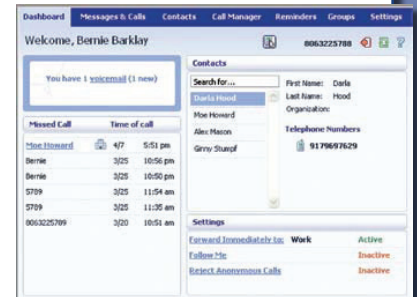 Dashboard Messages & Calls Contacts Call Manager Reminders Groups Settings
Welcome, Bernie Barklay
8063225788
You have 1 voicemail (1 new)
Missed Call Time of call
Moe Howard 4/7 5:51 pm
Bernie 3/25 10:56 pm
Bernie 3/25 10:50 pm
5789 3/25 11:54 am
5789 3/25 11:35 am
8063225789 3/20 10:51 am
Contacts
Search for...
Darla Hood
Moe Howard
Alex Mason
Ginny Stumpf
First Name: Darla
Last Name: Hood
Organization:
Telephone Numbers
9179697629
Settings
Forward Immediately to: Work Active
Follow Me Inactive
Reject Anonymous Calls Inactive